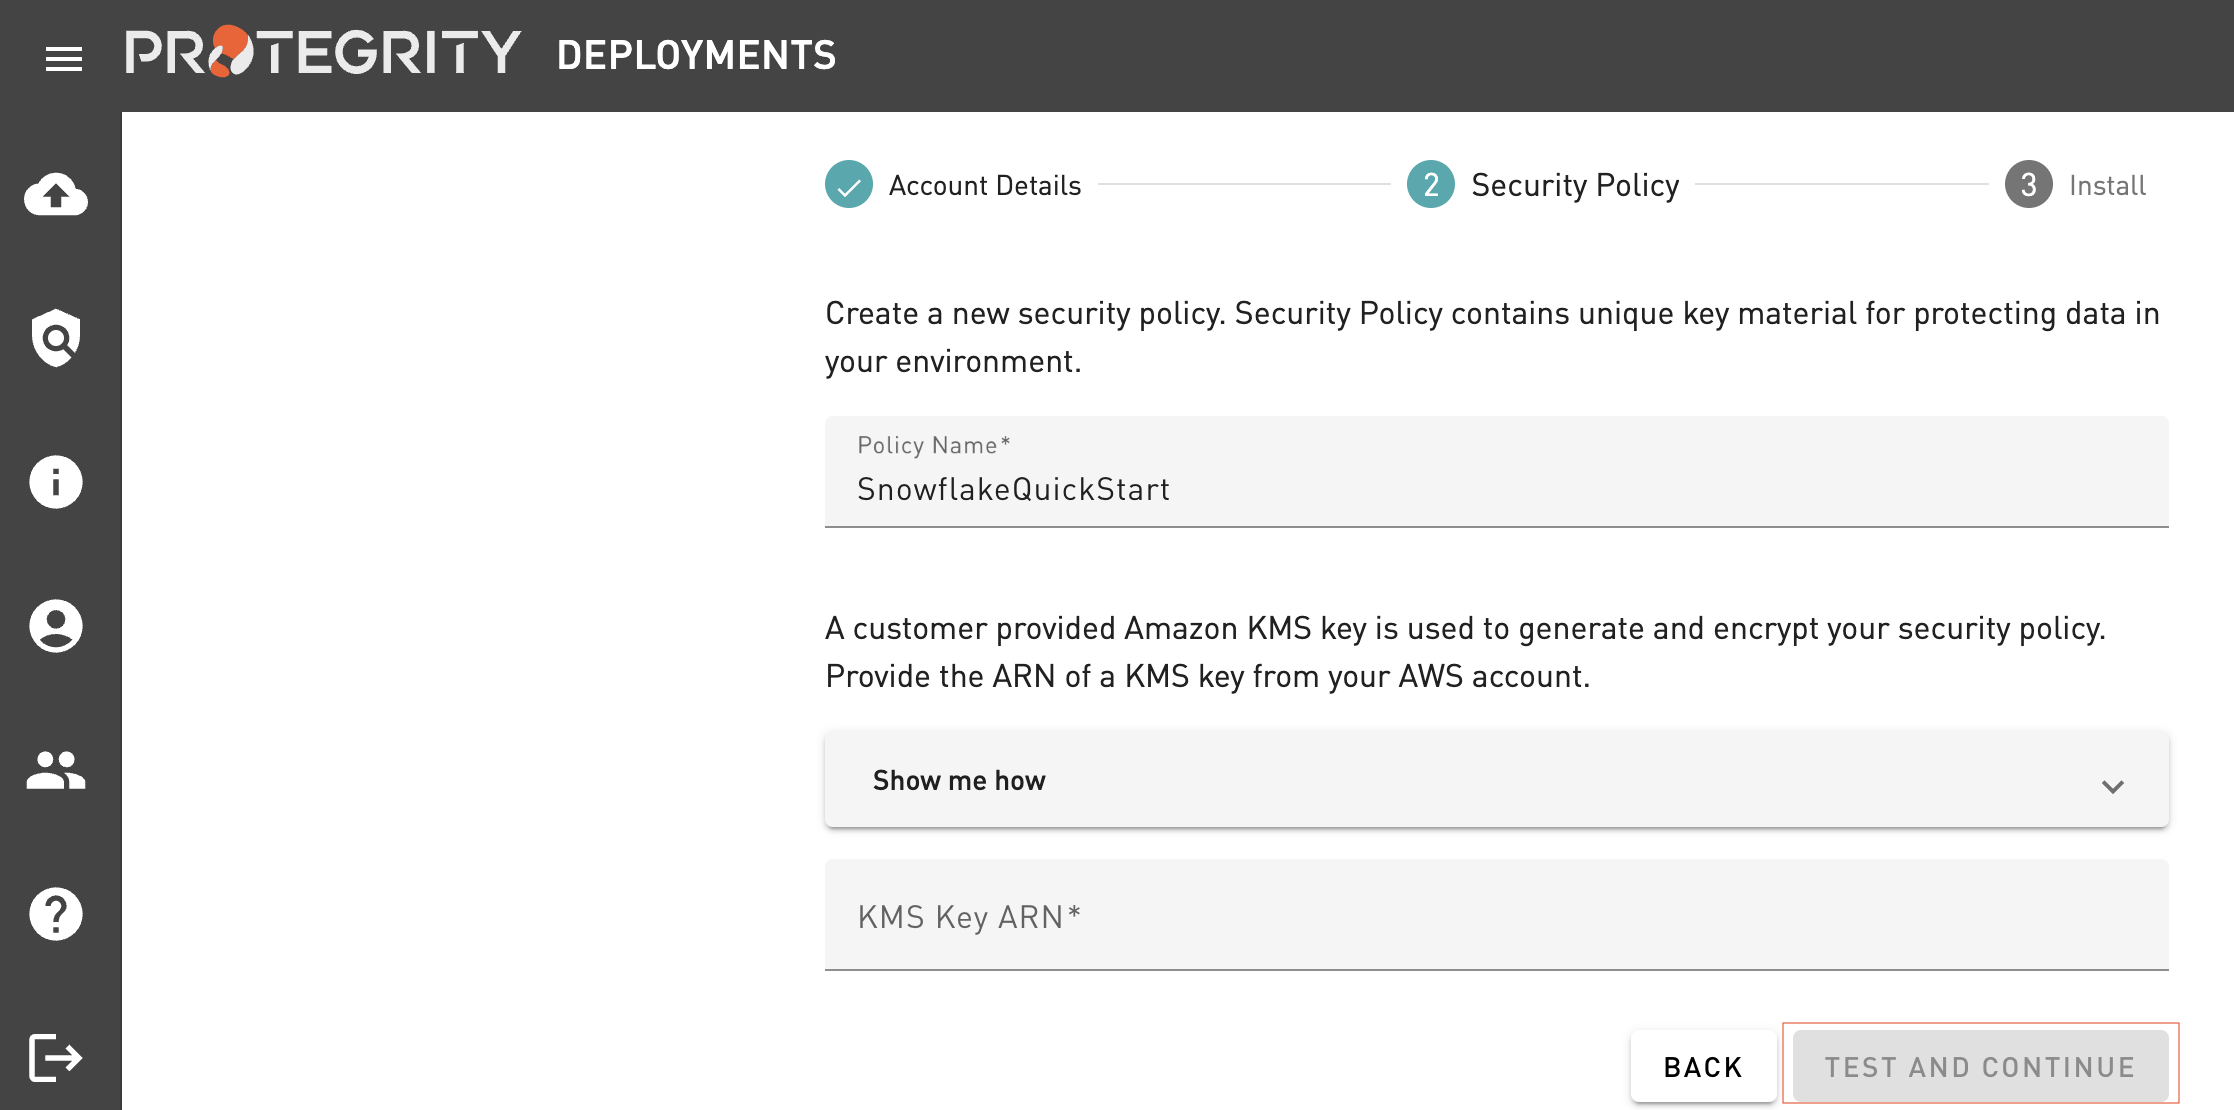 PROTEGRITY DEPLOYMENTS
Account Details
2 Security Policy
3 Install
Create a new security policy. Security Policy contains unique key material for protecting data in
your environment.
Policy Name*
SnowflakeQuickStart
A customer provided Amazon KMS key is used to generate and encrypt your security policy.
Provide the ARN of a KMS key from your AWS account.
Show me how
KMS Key ARN*
BACK
TEST AND CONTINUE